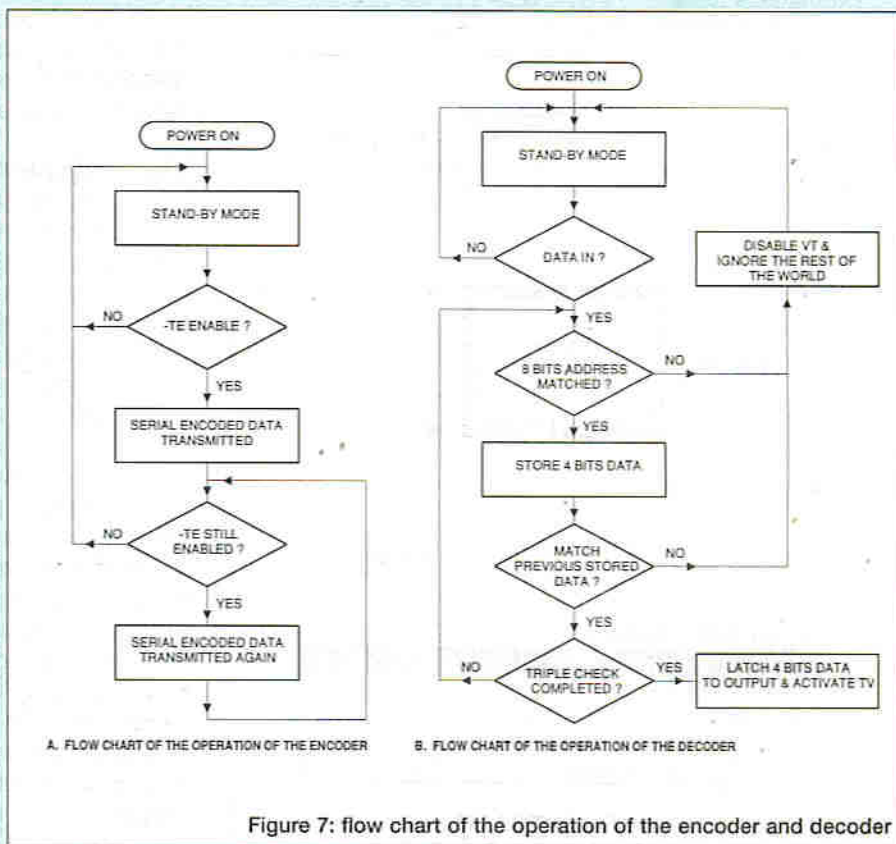 POWER ON
STAND-BY MODE
NO
-TE ENABLE ?
YES
SERIAL ENCODED DATA
TRANSMITTED
NO
-TE STILL
ENABLED ?
YES
SERIAL ENCODED DATA
TRANSMITTED AGAIN
A. FLOW CHART OF THE OPERATION OF THE ENCODER
POWER ON
STAND-BY MODE
NO
DATA IN ?
YES
DISABLE VT &
IGNORE THE REST OF
THE WORLD
8 BITS ADDRESS
MATCHED ?
NO
YES
STORE 4 BITS DATA
MATCH
PREVIOUS STORED
DATA ?
NO
YES
NO
TRIPLE CHECK
COMPLETED ?
YES
LATCH 4 BITS DATA
TO OUTPUT & ACTIVATE TV
B. FLOW CHART OF THE OPERATION OF THE DECODER
Figure 7: flow chart of the operation of the encoder and decoder